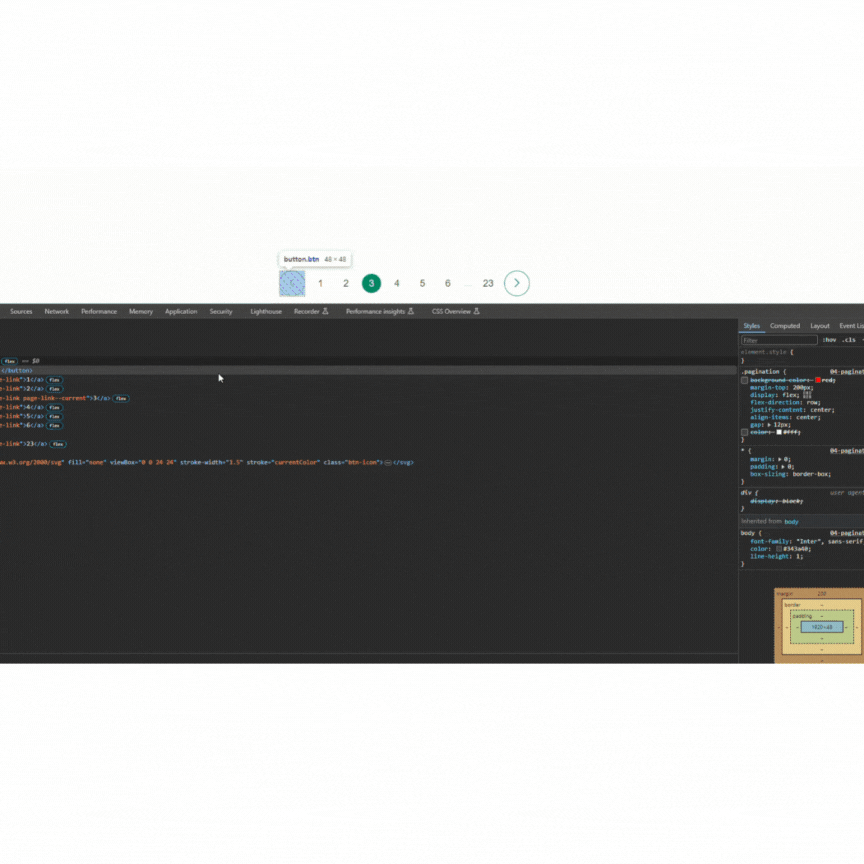 button.btn 48 × 48
1 2 3 4 5 6 ... 23
Sources Network Performance Memory Application Security Lighthouse Recorder Performance insights CSS Overview
Styles Computed Layout Event Lis
Filter :hov .cls
flex == $0
element.style {
}
</button>
.pagination { 04-paginat
e-link">1</a> flex
background-color: red;
e-link">2</a> flex
margin-top: 200px;
e-link page-link--current">3</a> flex
display: flex;
e-link">4</a> flex
flex-direction: row;
e-link">5</a> flex
justify-content: center;
e-link">6</a> flex
align-items: center;
gap: 12px;
color: #fff;
}
e-link">23</a> flex
* { 04-paginat
margin: 0;
ww.w3.org/2000/svg" fill="none" viewBox="0 0 24 24" stroke-width="1.5" stroke="currentColor" class="btn-icon">…</svg>
padding: 0;
box-sizing: border-box;
}
div { user agent
display: block;
}
Inherited from body
body { 04-paginat
font-family: "Inter", sans-serif
color: #343a40;
line-height: 1;
}
margin 200
border -
padding -